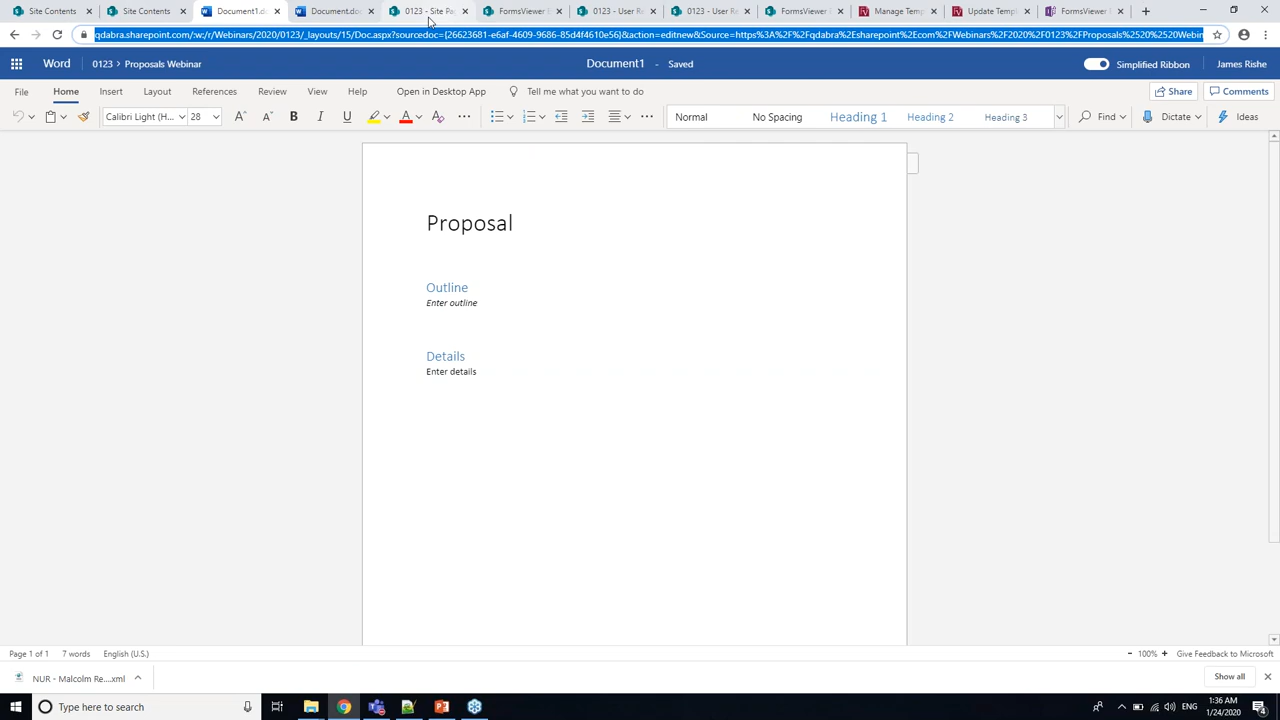 Site Contents
Site Contents
Document1.d
Document.doc
0123 - Site Pa
FormsViewer
0123 - User Re
0123 - User Re
FormsViewer
Manage Temp
Update Templ
FormsViewer
qdabra.sharepoint.com/:w:/r/Webinars/2020/0123/_layouts/15/Doc.aspx?sourcedoc={26623681-e6af-4609-9686-85d4f4610e56}&action=editnew&Source=https%3A%2F%2Fqdabra%2Esharepoint%2Ecom%2FWebinars%2F2020%2F0123%2FProposals%2520%2520Webin
Word
0123 > Proposals Webinar
Document1 - Saved
Simplified Ribbon
James Rishe
File Home Insert Layout References Review View Help Open in Desktop App Tell me what you want to do
Share
Comments
Calibri Light (H... 28
B I U
A
Normal
No Spacing
Heading 1
Heading 2
Heading 3
Find
Dictate
Ideas
Proposal
Outline
Enter outline
Details
Enter details
Page 1 of 1 7 words English (U.S.)
- 100% + Give Feedback to Microsoft
NUR - Malcolm Re....xml
Show all
Type here to search
ENG
1:36 AM
1/24/2020
4